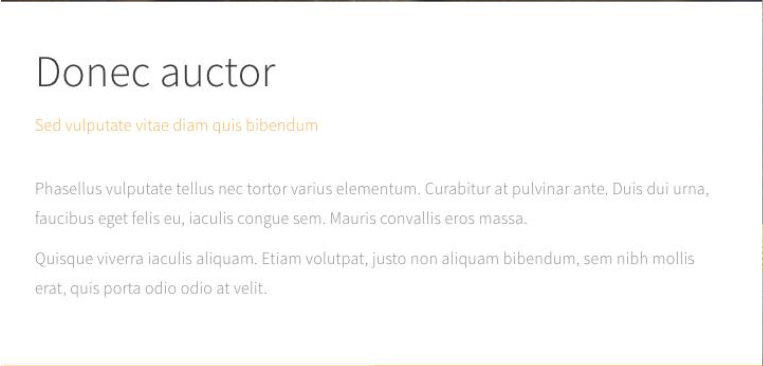 Donec auctor
Sed vulputate vitae diam quis bibendum
Phasellus vulputate tellus nec tortor varius elementum. Curabitur at pulvinar ante. Duis dui urna,
faucibus eget felis eu, iaculis congue sem. Mauris convallis eros massa.
Quisque viverra iaculis aliquam. Etiam volutpat, justo non aliquam bibendum, sem nibh mollis
erat, quis porta odio odio at velit.